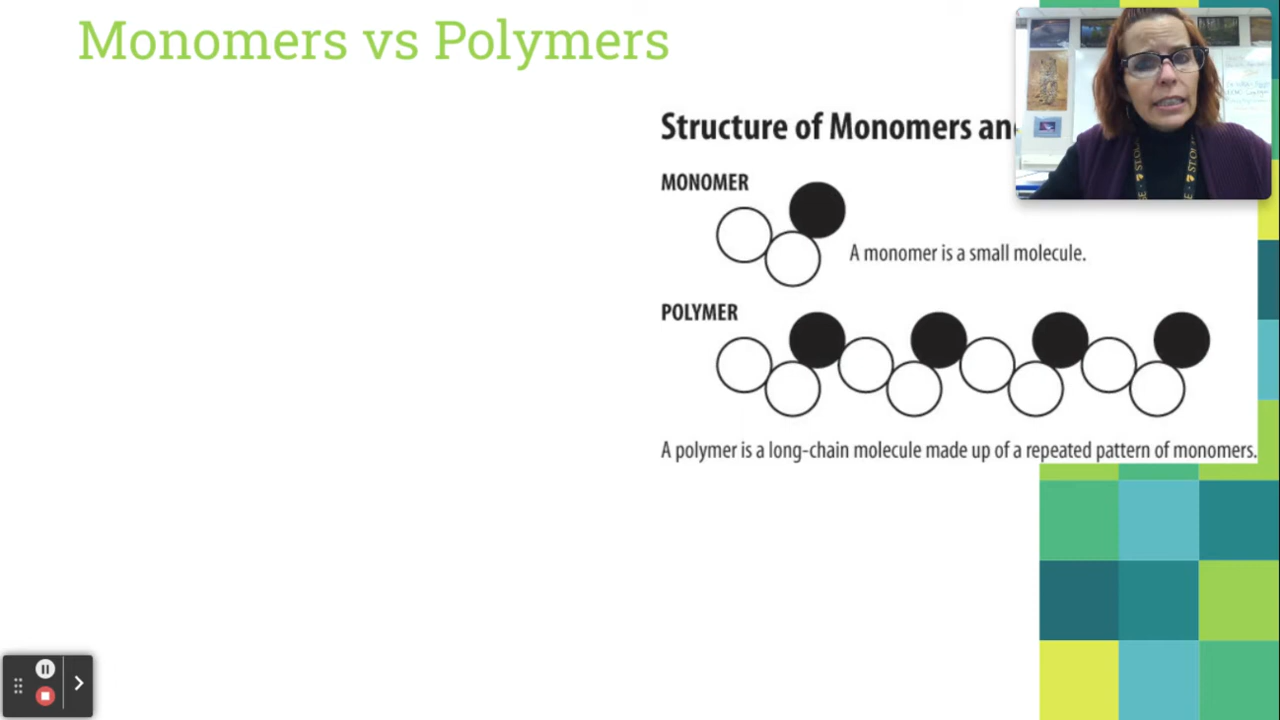 Monomers vs Polymers
Structure of Monomers an
MONOMER
A monomer is a small molecule.
POLYMER
A polymer is a long-chain molecule made up of a repeated pattern of monomers.